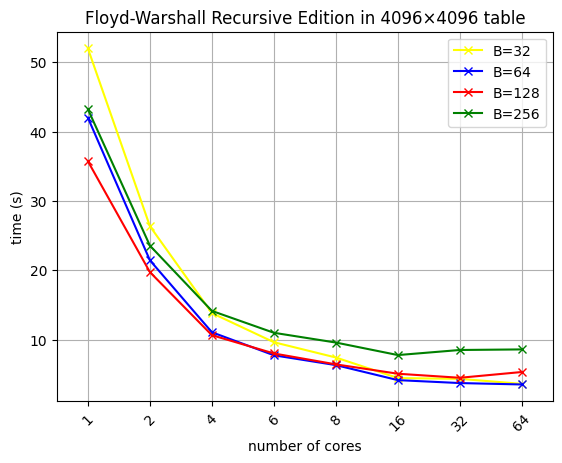 Floyd-Warshall Recursive Edition in 4096×4096 table
B=32
B=64
B=128
B=256
time (s)
50
40
30
20
10
1
2
4
6
8
16
32
64
number of cores